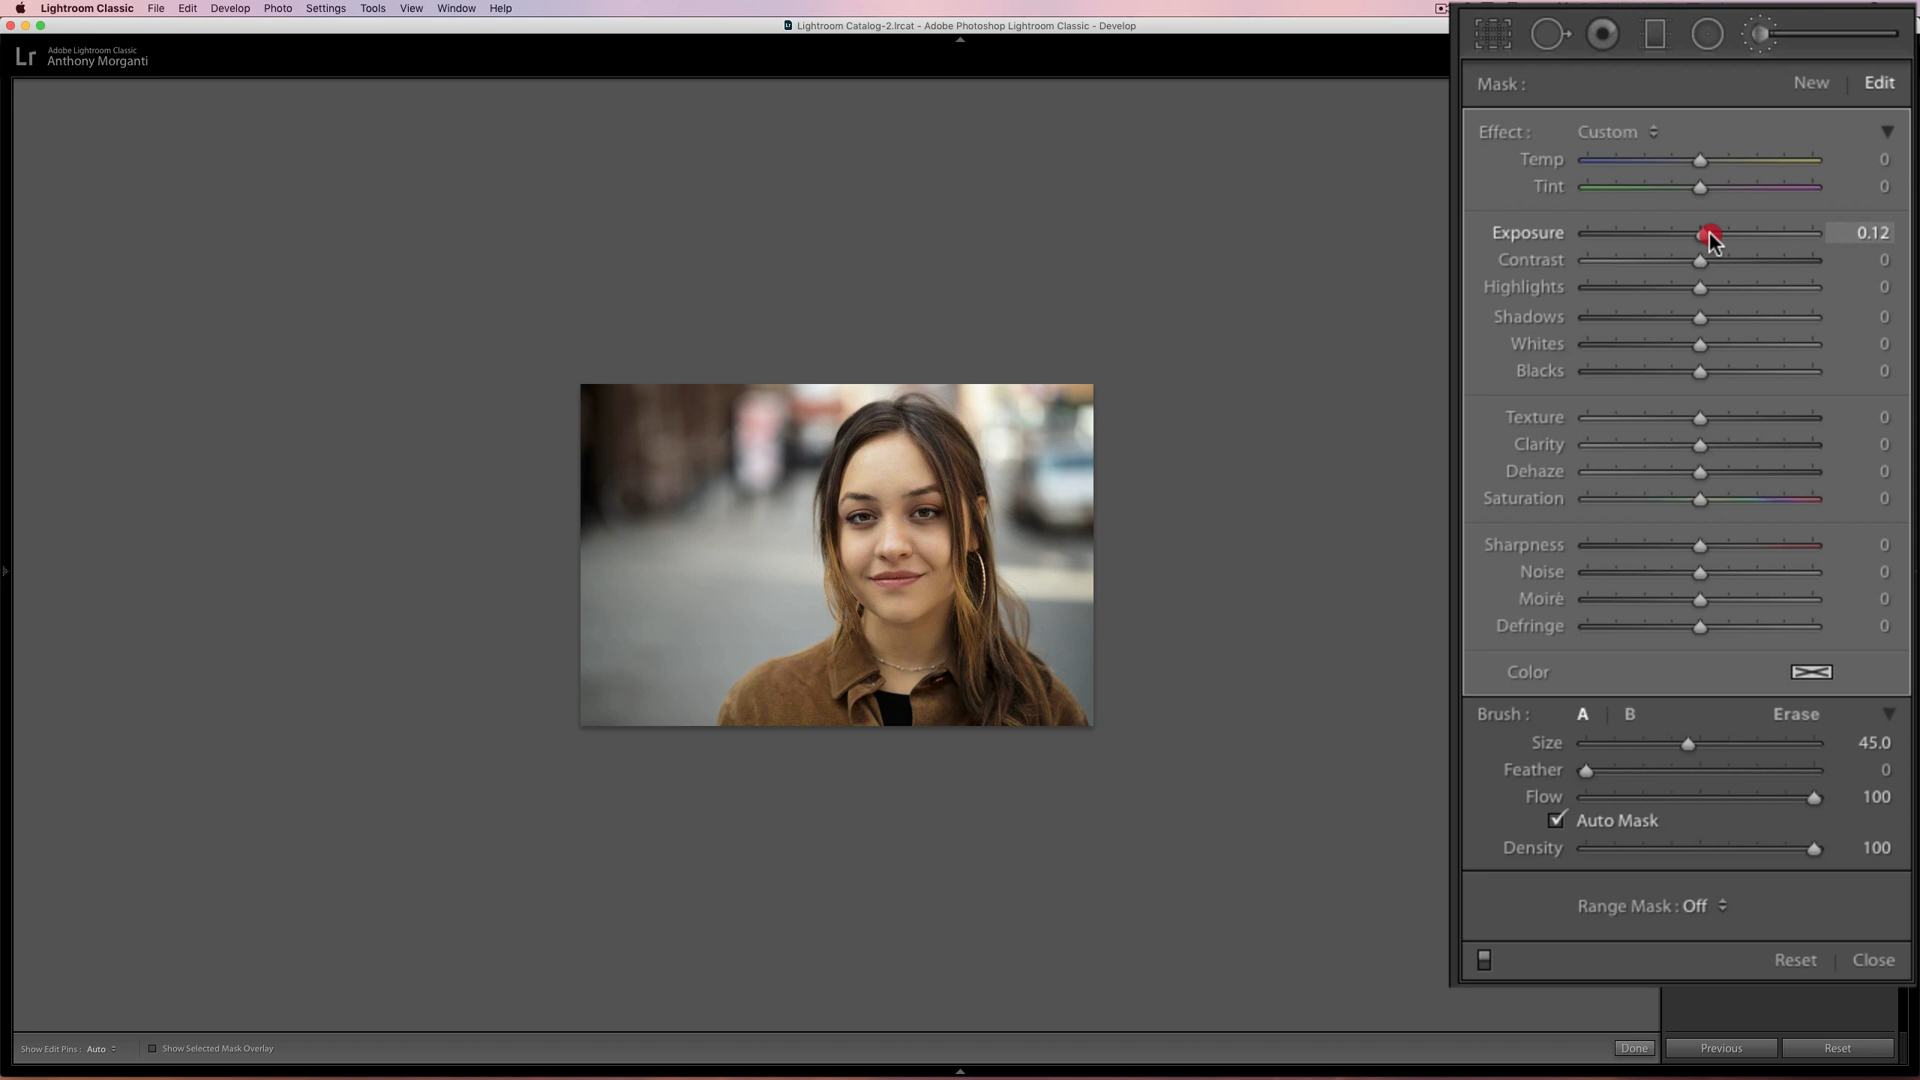 Lightroom Classic File Edit Develop Photo Settings Tools View Window Help
Lightroom Catalog-2.lrcat - Adobe Photoshop Lightroom Classic - Develop
Lr Adobe Lightroom Classic
Anthony Morganti
Mask : New Edit
Effect : Custom
Temp 0
Tint 0
Exposure 0.12
Contrast 0
Highlights 0
Shadows 0
Whites 0
Blacks 0
Texture 0
Clarity 0
Dehaze 0
Saturation 0
Sharpness 0
Noise 0
Moiré 0
Defringe 0
Color
Brush : A B Erase
Size 45.0
Feather 0
Flow 100
Auto Mask
Density 100
Range Mask : Off
Reset Close
Show Edit Pins : Auto Show Selected Mask Overlay Done Previous Reset